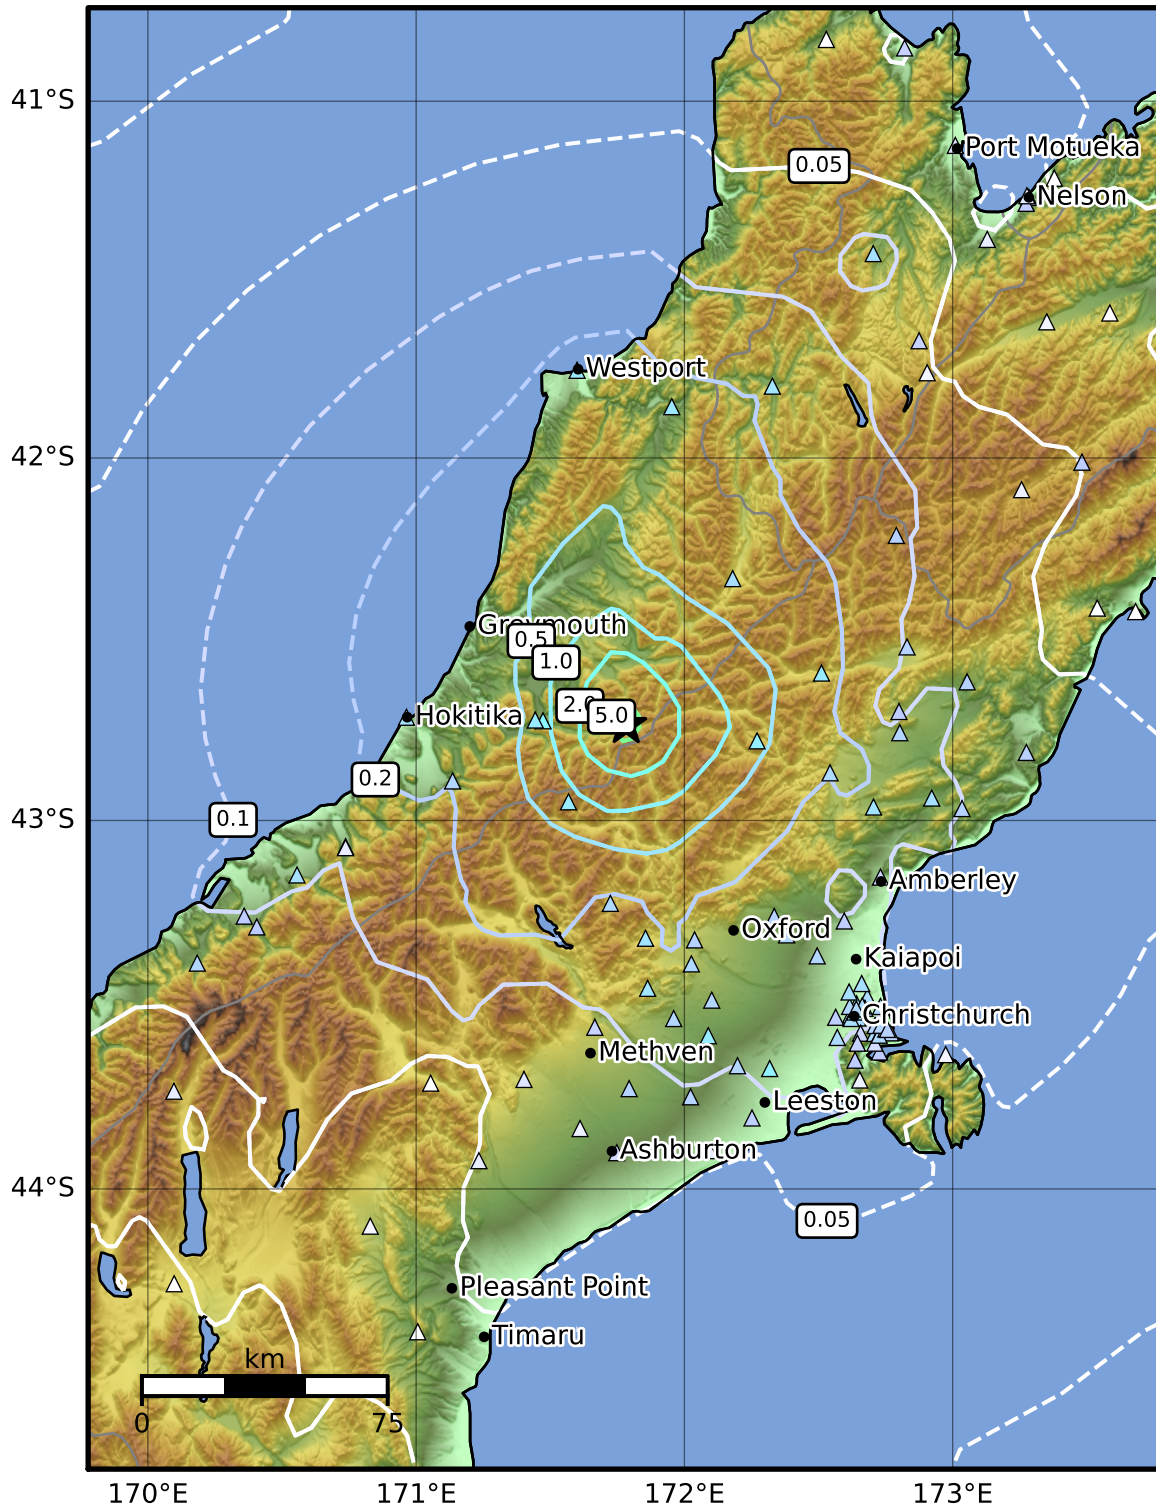 41°S
0.05
Port Motueka
Nelson
Westport
42°S
Greymouth
0.5
1.0
2.0
5.0
Hokitika
0.2
0.1
43°S
Amberley
Oxford
Kaiapoi
Christchurch
Methven
Leeston
Ashburton
44°S
0.05
Pleasant Point
Timaru
km
0 75
170°E 171°E 172°E 173°E